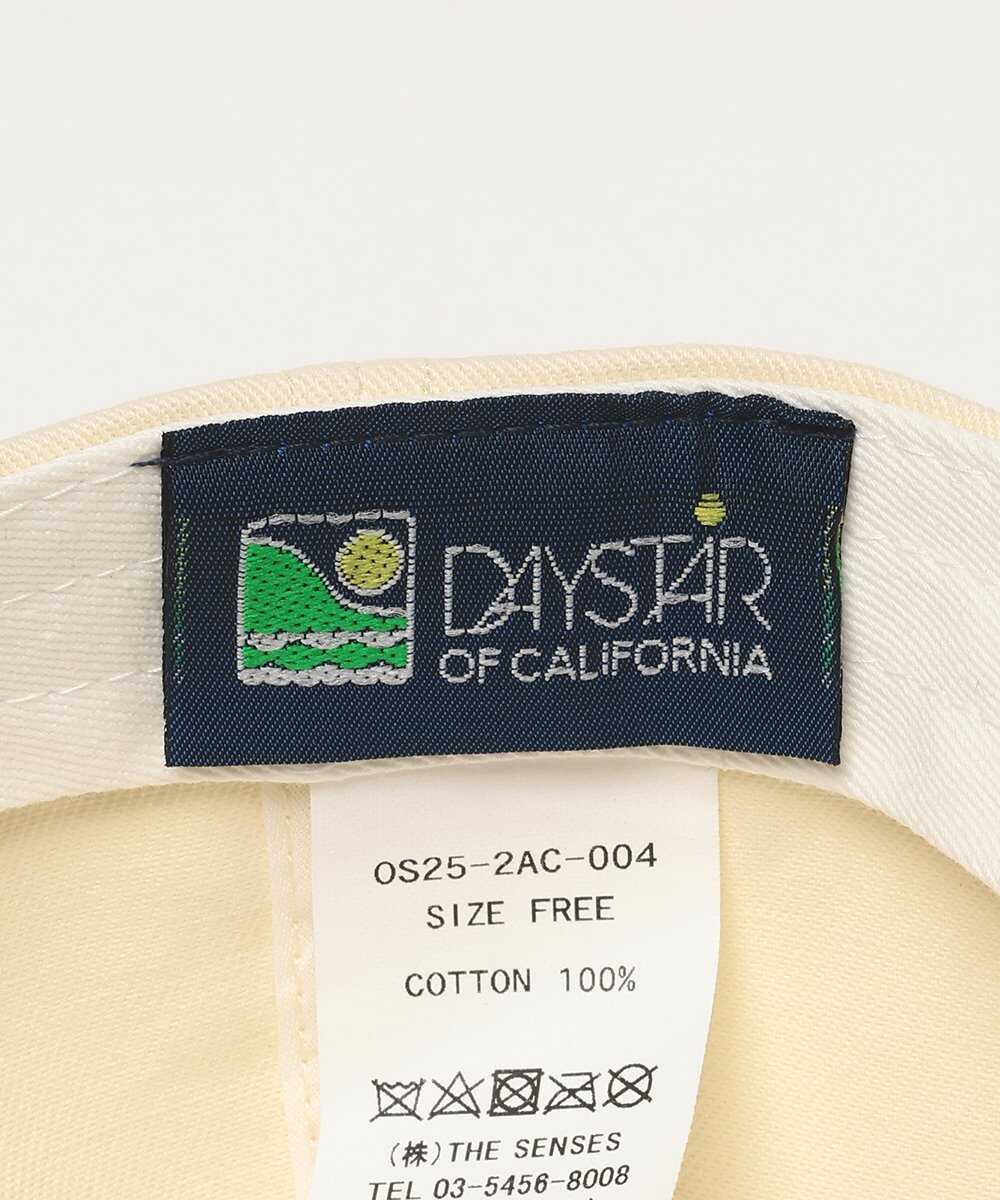 DAYSTAR
OF CALIFORNIA
OS25-2AC-004
SIZE FREE
COTTON 100%
(株)THE SENSES
TEL 03-5456-8008